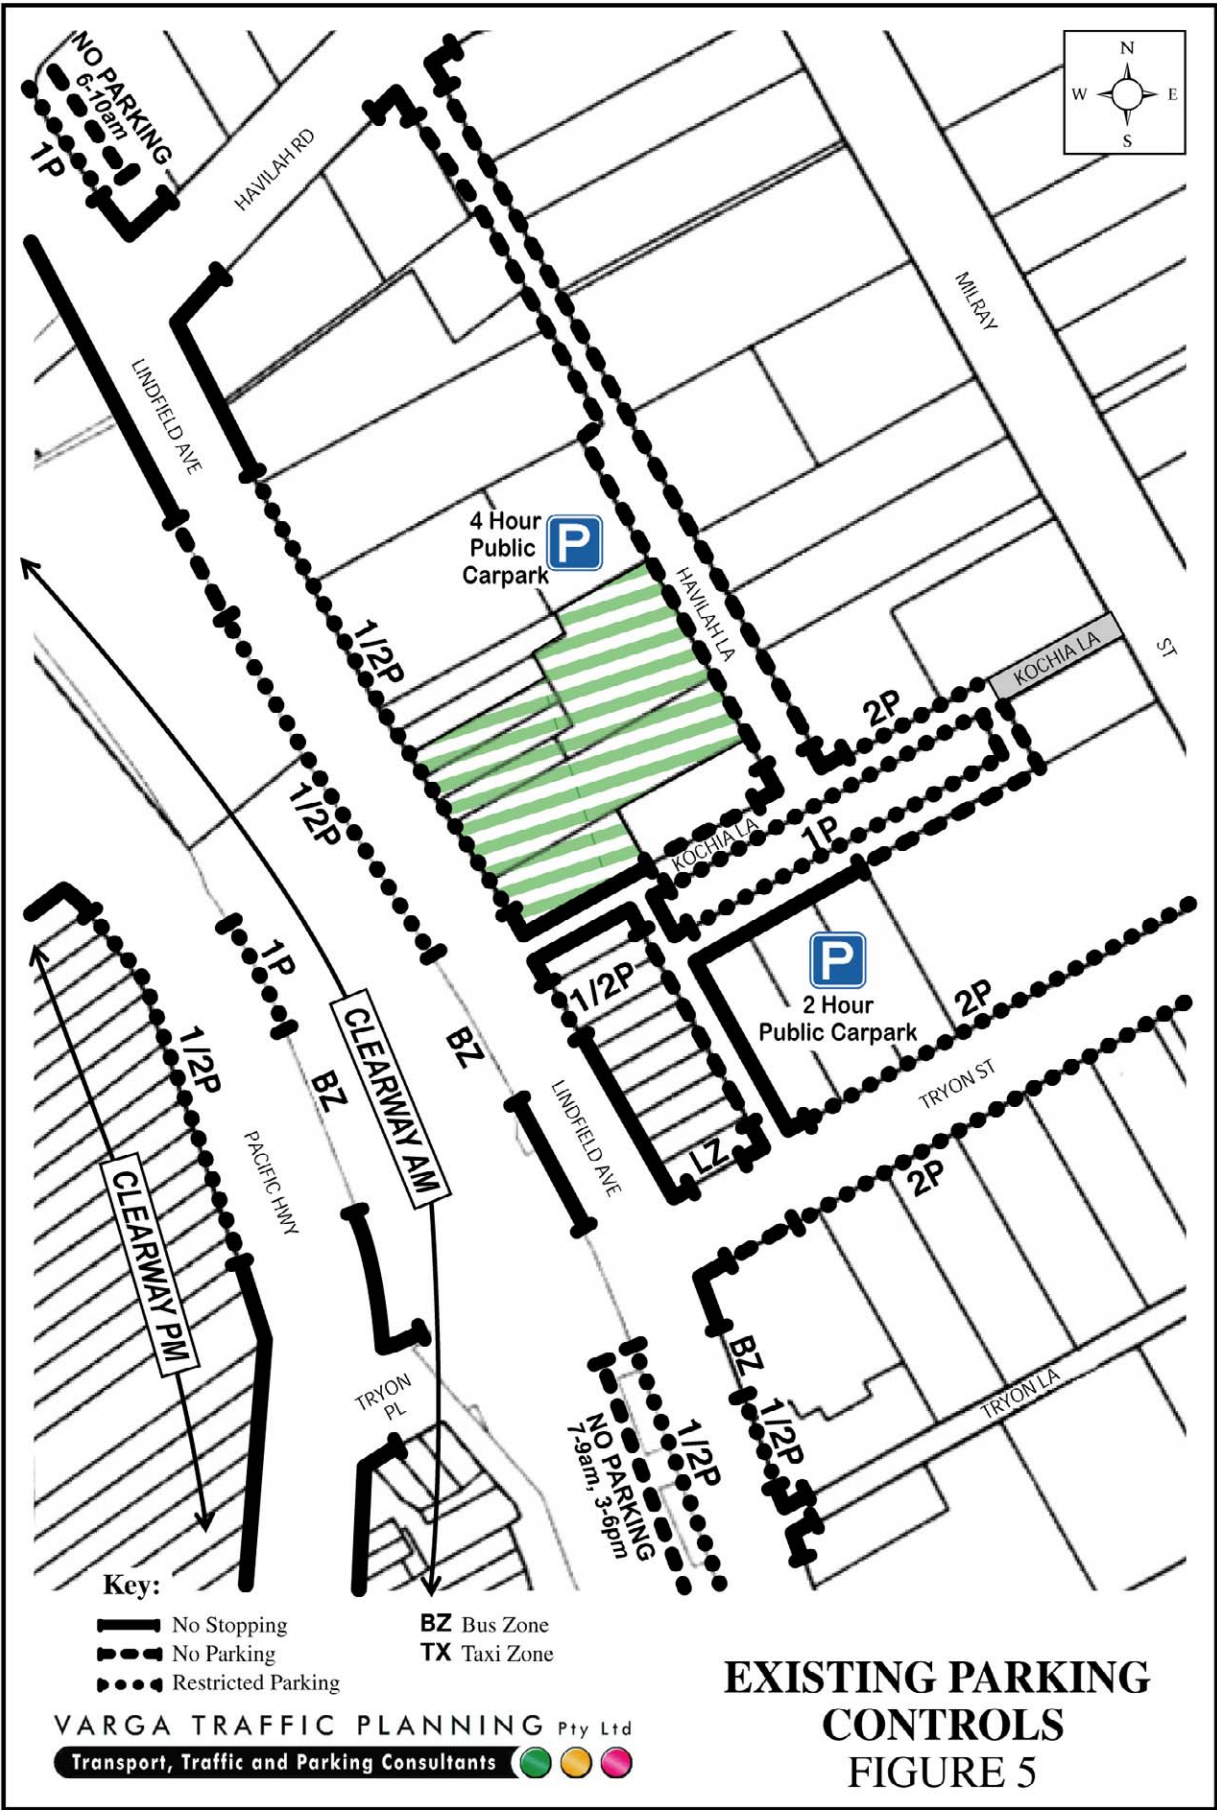 NO PARKING
6-10am
1P
HAVILAH RD
N
W E
S
MILRAY
LINDFIELD AVE
4 Hour
Public
Carpark
P
HAVILAH LA
1/2P
KOCHIA LA
ST
2P
1/2P
KOCHIA LA
1P
1P
1/2P
P
2 Hour
Public Carpark
2P
1/2P
BZ
BZ
CLEARWAY AM
LINDFIELD AVE
TRYON ST
PACIFIC HWY
LZ
2P
CLEARWAY PM
BZ
TRYON
PL
TRYON LA
1/2P
1/2P
NO PARKING
7-9am, 3-6pm
Key:
No Stopping
No Parking
Restricted Parking
BZ Bus Zone
TX Taxi Zone
EXISTING PARKING
CONTROLS
FIGURE 5
VARGA TRAFFIC PLANNING Pty Ltd
Transport, Traffic and Parking Consultants